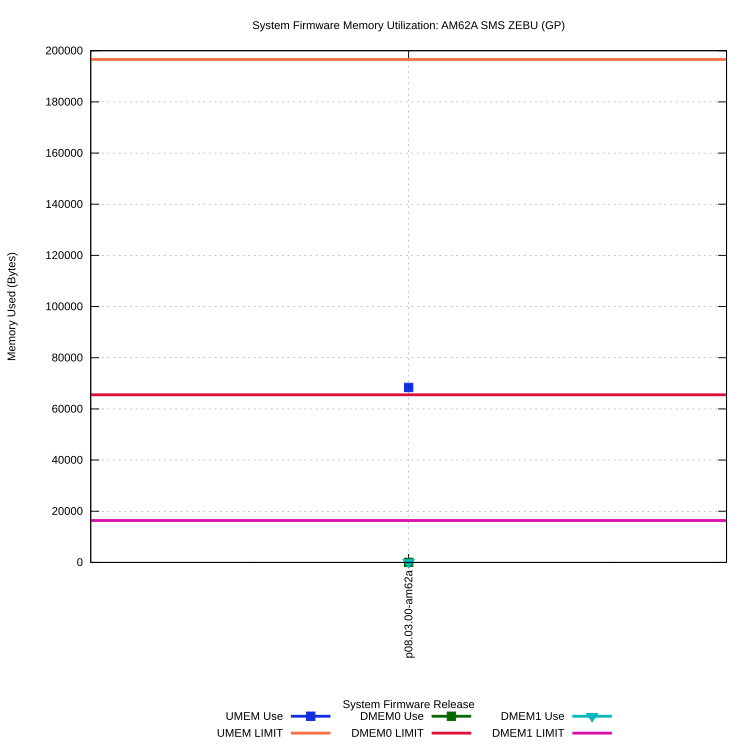 System Firmware Memory Utilization: AM62A SMS ZEBU (GP)
200000
180000
160000
140000
120000
100000
80000
60000
40000
20000
0
Memory Used (Bytes)
p08.03.00-am62a
System Firmware Release
UMEM Use DMEM0 Use DMEM1 Use
UMEM LIMIT DMEM0 LIMIT DMEM1 LIMIT